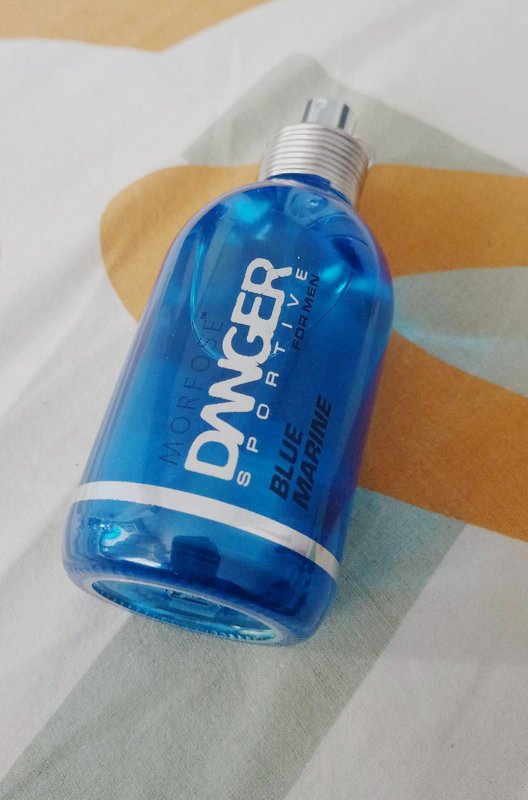 MORFOSE™
DANGER
SPORTIVE
FOR MEN
BLUE
MARINE